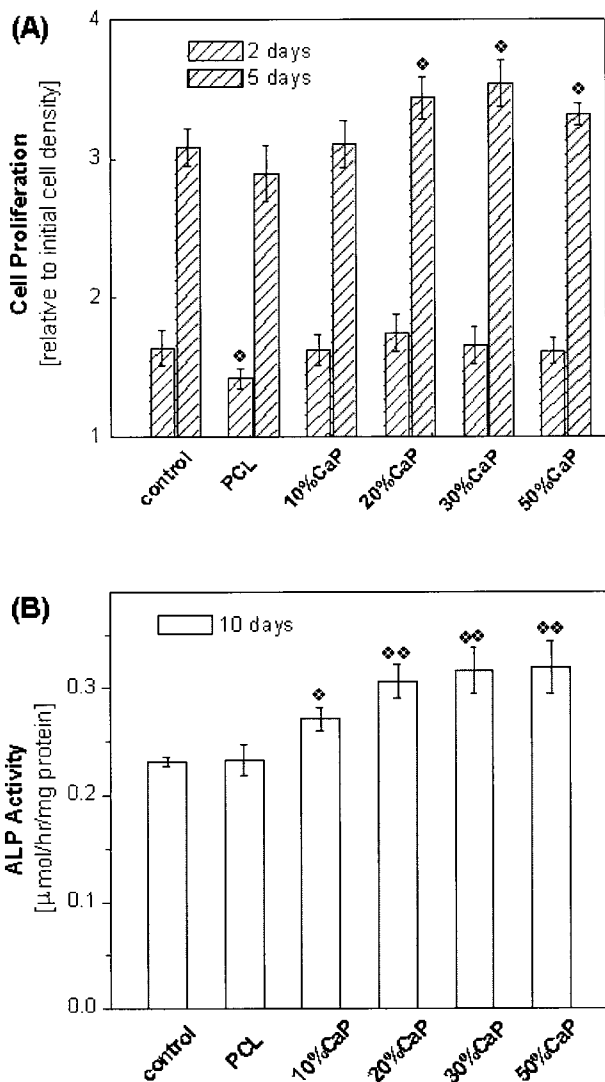 (A)
4
2 days
5 days
3
2
1
Cell Proliferation
[relative to initial cell density]
control
PCL
10%CaP
20%CaP
30%CaP
50%CaP
(B)
10 days
0.3
0.2
0.1
0.0
ALP Activity
[μmol/hr/mg protein]
control
PCL
10%CaP
20%CaP
30%CaP
50%CaP